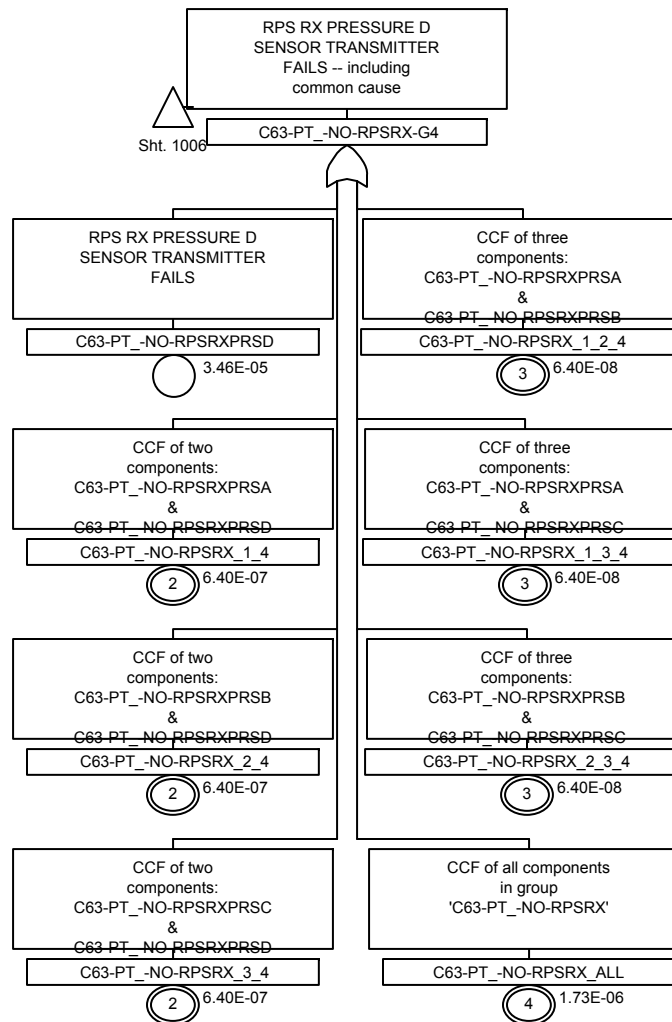 RPS RX PRESSURE D
SENSOR TRANSMITTER
FAILS -- including
common cause
Sht. 1006
C63-PT_-NO-RPSRX-G4
RPS RX PRESSURE D
SENSOR TRANSMITTER
FAILS
C63-PT_-NO-RPSRXPRSD
3.46E-05
CCF of three
components:
C63-PT_-NO-RPSRXPRSA
&
C63-PT_-NO-RPSRXPRSB
C63-PT_-NO-RPSRX_1_2_4
3
6.40E-08
CCF of two
components:
C63-PT_-NO-RPSRXPRSA
&
C63-PT_-NO-RPSRXPRSD
C63-PT_-NO-RPSRX_1_4
2
6.40E-07
CCF of three
components:
C63-PT_-NO-RPSRXPRSA
&
C63-PT_-NO-RPSRXPRSC
C63-PT_-NO-RPSRX_1_3_4
3
6.40E-08
CCF of two
components:
C63-PT_-NO-RPSRXPRSB
&
C63-PT_-NO-RPSRXPRSD
C63-PT_-NO-RPSRX_2_4
2
6.40E-07
CCF of three
components:
C63-PT_-NO-RPSRXPRSB
&
C63-PT_-NO-RPSRXPRSC
C63-PT_-NO-RPSRX_2_3_4
3
6.40E-08
CCF of two
components:
C63-PT_-NO-RPSRXPRSC
&
C63-PT_-NO-RPSRXPRSD
C63-PT_-NO-RPSRX_3_4
2
6.40E-07
CCF of all components
in group
'C63-PT_-NO-RPSRX'
C63-PT_-NO-RPSRX_ALL
4
1.73E-06